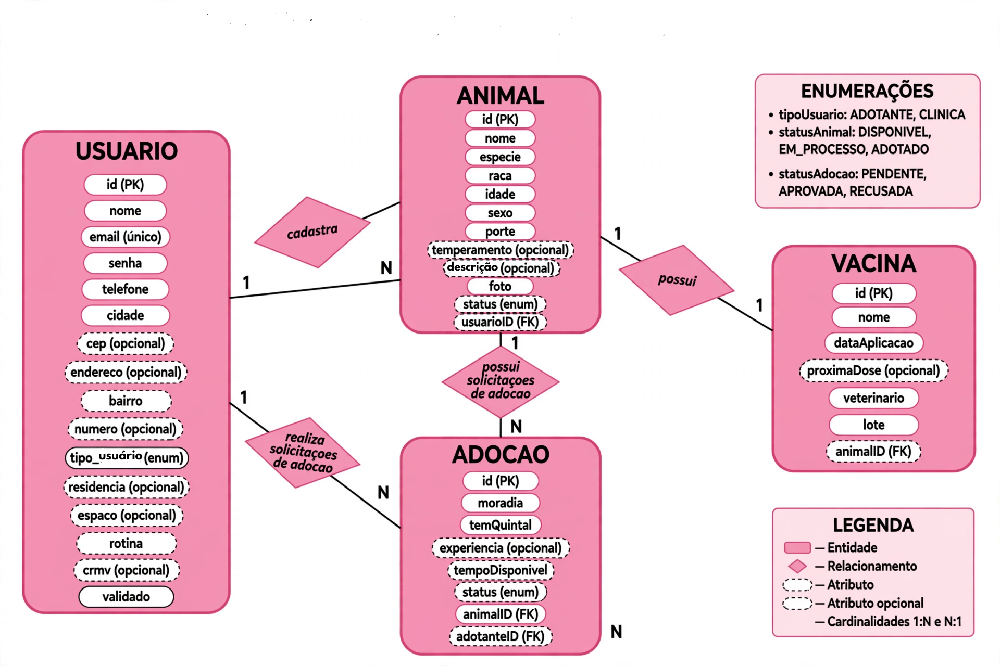 USUARIO
id (PK)
nome
email (único)
senha
telefone
cidade
cep (opcional)
endereco (opcional)
bairro
numero (opcional)
tipo_usuário (enum)
residencia (opcional)
espaco (opcional)
rotina
crmv (opcional)
validado
cadastra
1
N
1
realiza
solicitaçoes
de adocao
N
ANIMAL
id (PK)
nome
especie
raca
idade
sexo
porte
temperamento (opcional)
descrição (opcional)
foto
status (enum)
usuarioID (FK)
1
possui
solicitaçoes
de adocao
N
ADOCAO
id (PK)
moradia
temQuintal
experiencia (opcional)
tempoDisponivel
status (enum)
animalID (FK)
adotanteID (FK)
N
1
possui
1
ENUMERAÇÕES
• tipoUsuario: ADOTANTE, CLINICA
• statusAnimal: DISPONIVEL,
EM_PROCESSO, ADOTADO
• statusAdocao: PENDENTE,
APROVADA, RECUSADA
VACINA
id (PK)
nome
dataAplicacao
proximaDose (opcional)
veterinario
lote
animalID (FK)
LEGENDA
— Entidade
— Relacionamento
— Atributo
— Atributo opcional
— Cardinalidades 1:N e N:1